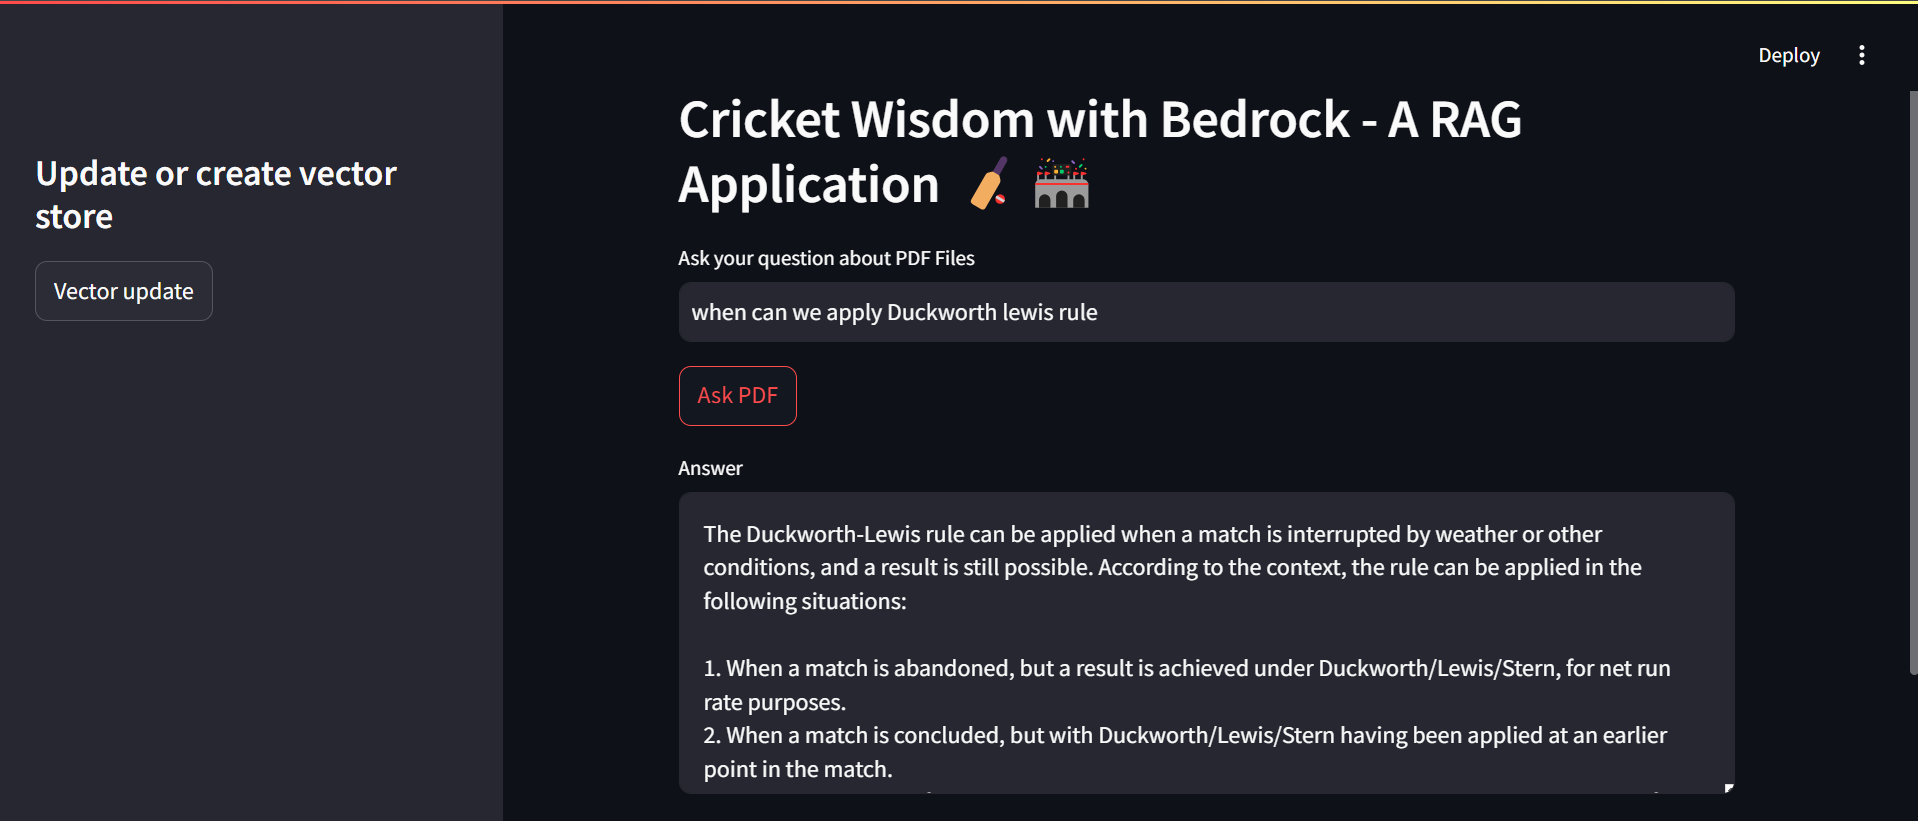 Deploy
Update or create vector
store
Vector update
Cricket Wisdom with Bedrock - A RAG
Application
Ask your question about PDF Files
when can we apply Duckworth lewis rule
Ask PDF
Answer
The Duckworth-Lewis rule can be applied when a match is interrupted by weather or other
conditions, and a result is still possible. According to the context, the rule can be applied in the
following situations:
1. When a match is abandoned, but a result is achieved under Duckworth/Lewis/Stern, for net run
rate purposes.
2. When a match is concluded, but with Duckworth/Lewis/Stern having been applied at an earlier
point in the match.